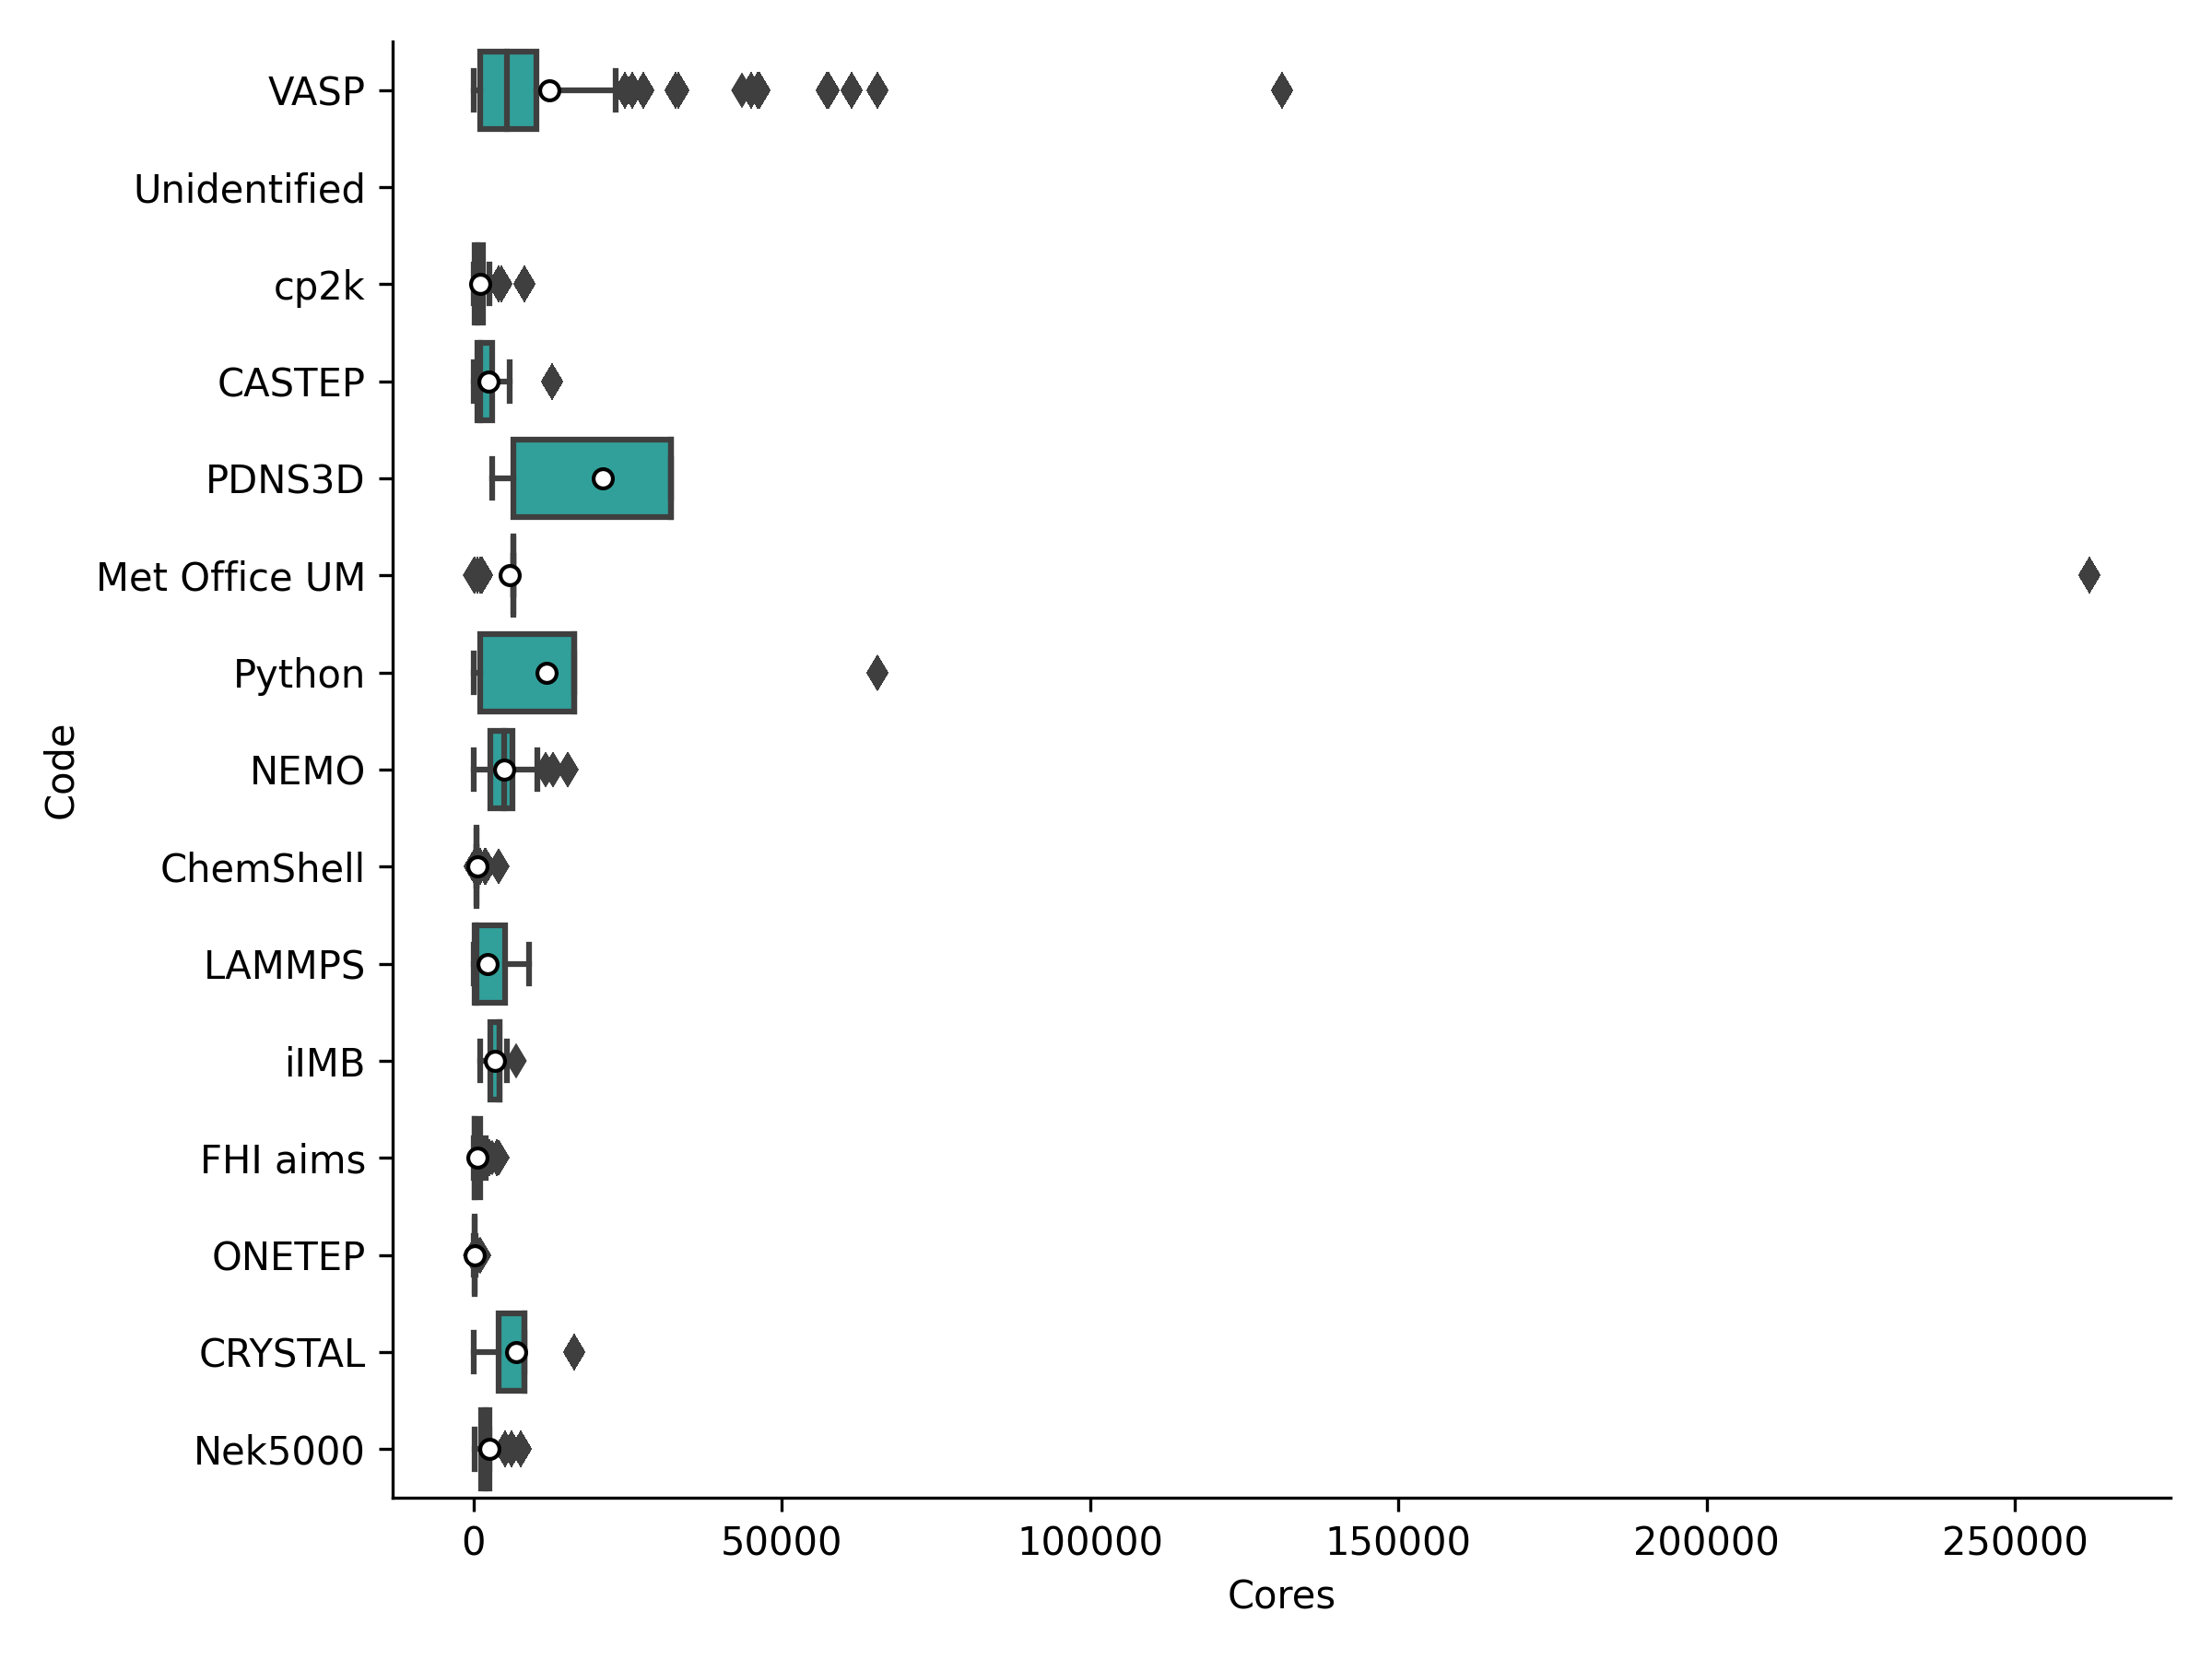 VASP
Unidentified
cp2k
CASTEP
PDNS3D
Met Office UM
Python
NEMO
ChemShell
LAMMPS
iIMB
FHI aims
ONETEP
CRYSTAL
Nek5000
Code
0 50000 100000 150000 200000 250000
Cores